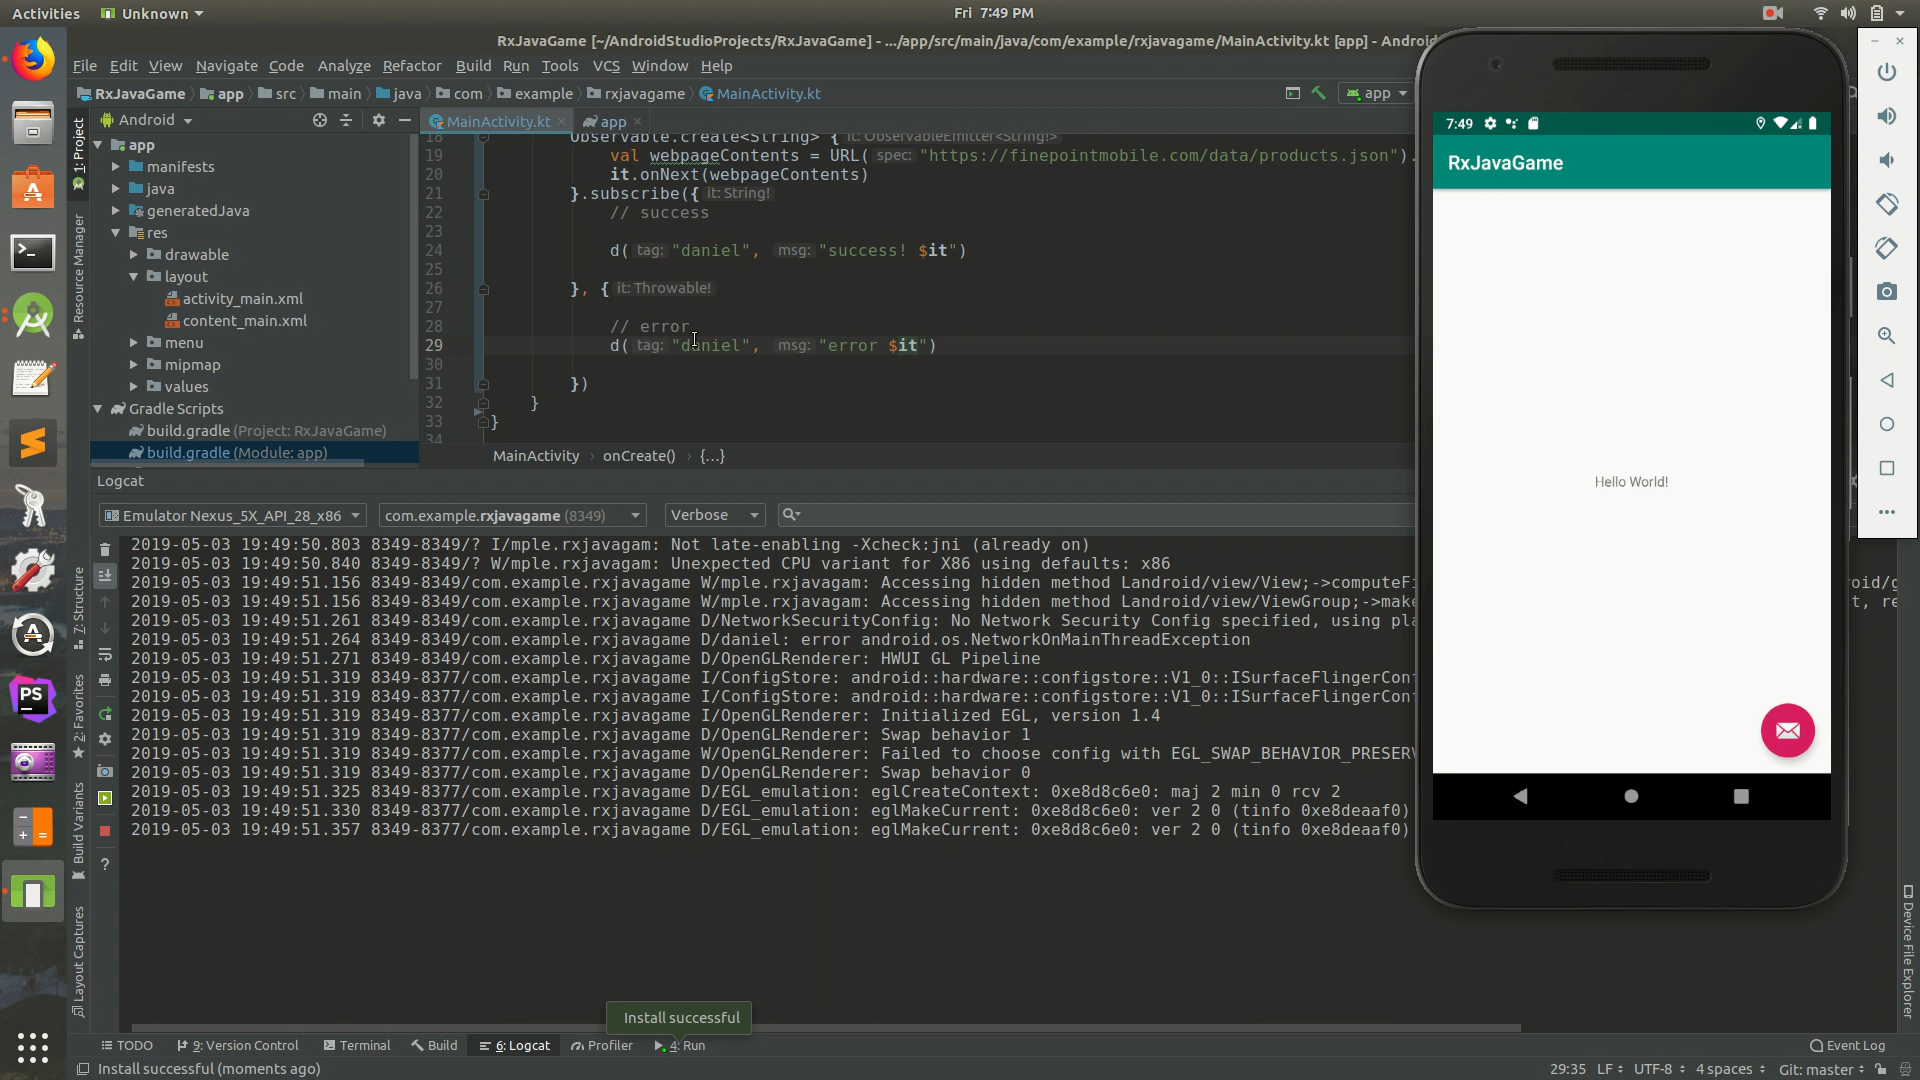 Activities Unknown Fri 7:49 PM
RxJavaGame [~/AndroidStudioProjects/RxJavaGame] - .../app/src/main/java/com/example/rxjavagame/MainActivity.kt [app] - Androi
File Edit View Navigate Code Analyze Refactor Build Run Tools VCS Window Help
RxJavaGame app src main java com example rxjavagame MainActivity.kt app
1: Project
Resource Manager
7: Structure
2: Favorites
Build Variants
Layout Captures
Android
app
manifests
java
generatedJava
res
drawable
layout
activity_main.xml
content_main.xml
menu
mipmap
values
Gradle Scripts
build.gradle (Project: RxJavaGame)
build.gradle (Module: app)
MainActivity.kt app
18 Observable.create<String> { it: ObservableEmitter<String!>
19 val webpageContents = URL( spec: "https://finepointmobile.com/data/products.json").
20 it.onNext(webpageContents)
21 }.subscribe({ it: String!
22 // success
23
24 d( tag: "daniel", msg: "success! $it")
25
26 }, { it: Throwable!
27
28 // error
29 d( tag: "daniel", msg: "error $it")
30
31 })
32 }
33 }
34
MainActivity › onCreate() › {...}
Logcat
Emulator Nexus_5X_API_28_x86 com.example.rxjavagame (8349) Verbose
2019-05-03 19:49:50.803 8349-8349/? I/mple.rxjavagam: Not late-enabling -Xcheck:jni (already on)
2019-05-03 19:49:50.840 8349-8349/? W/mple.rxjavagam: Unexpected CPU variant for X86 using defaults: x86
2019-05-03 19:49:51.156 8349-8349/com.example.rxjavagame W/mple.rxjavagam: Accessing hidden method Landroid/view/View;->computeFi oid/g
2019-05-03 19:49:51.156 8349-8349/com.example.rxjavagame W/mple.rxjavagam: Accessing hidden method Landroid/view/ViewGroup;->make t, re
2019-05-03 19:49:51.261 8349-8349/com.example.rxjavagame D/NetworkSecurityConfig: No Network Security Config specified, using pla
2019-05-03 19:49:51.264 8349-8349/com.example.rxjavagame D/daniel: error android.os.NetworkOnMainThreadException
2019-05-03 19:49:51.271 8349-8349/com.example.rxjavagame D/OpenGLRenderer: HWUI GL Pipeline
2019-05-03 19:49:51.319 8349-8377/com.example.rxjavagame I/ConfigStore: android::hardware::configstore::V1_0::ISurfaceFlingerCont
2019-05-03 19:49:51.319 8349-8377/com.example.rxjavagame I/ConfigStore: android::hardware::configstore::V1_0::ISurfaceFlingerCont
2019-05-03 19:49:51.319 8349-8377/com.example.rxjavagame I/OpenGLRenderer: Initialized EGL, version 1.4
2019-05-03 19:49:51.319 8349-8377/com.example.rxjavagame D/OpenGLRenderer: Swap behavior 1
2019-05-03 19:49:51.319 8349-8377/com.example.rxjavagame W/OpenGLRenderer: Failed to choose config with EGL_SWAP_BEHAVIOR_PRESERV
2019-05-03 19:49:51.319 8349-8377/com.example.rxjavagame D/OpenGLRenderer: Swap behavior 0
2019-05-03 19:49:51.325 8349-8377/com.example.rxjavagame D/EGL_emulation: eglCreateContext: 0xe8d8c6e0: maj 2 min 0 rcv 2
2019-05-03 19:49:51.330 8349-8377/com.example.rxjavagame D/EGL_emulation: eglMakeCurrent: 0xe8d8c6e0: ver 2 0 (tinfo 0xe8deaaf0)
2019-05-03 19:49:51.357 8349-8377/com.example.rxjavagame D/EGL_emulation: eglMakeCurrent: 0xe8d8c6e0: ver 2 0 (tinfo 0xe8deaaf0)
7:49
RxJavaGame
Hello World!
PS
Device File Explorer
Install successful
TODO 9: Version Control Terminal Build 6: Logcat Profiler 4: Run Event Log
Install successful (moments ago) 29:35 LF UTF-8 4 spaces Git: master